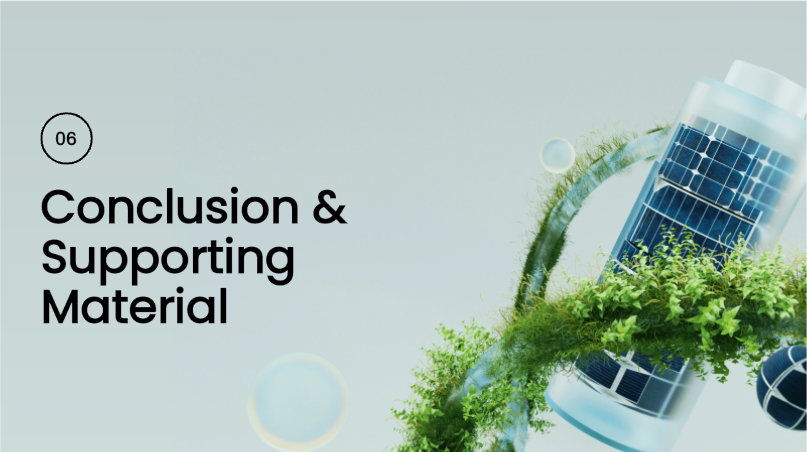 06
Conclusion &
Supporting
Material